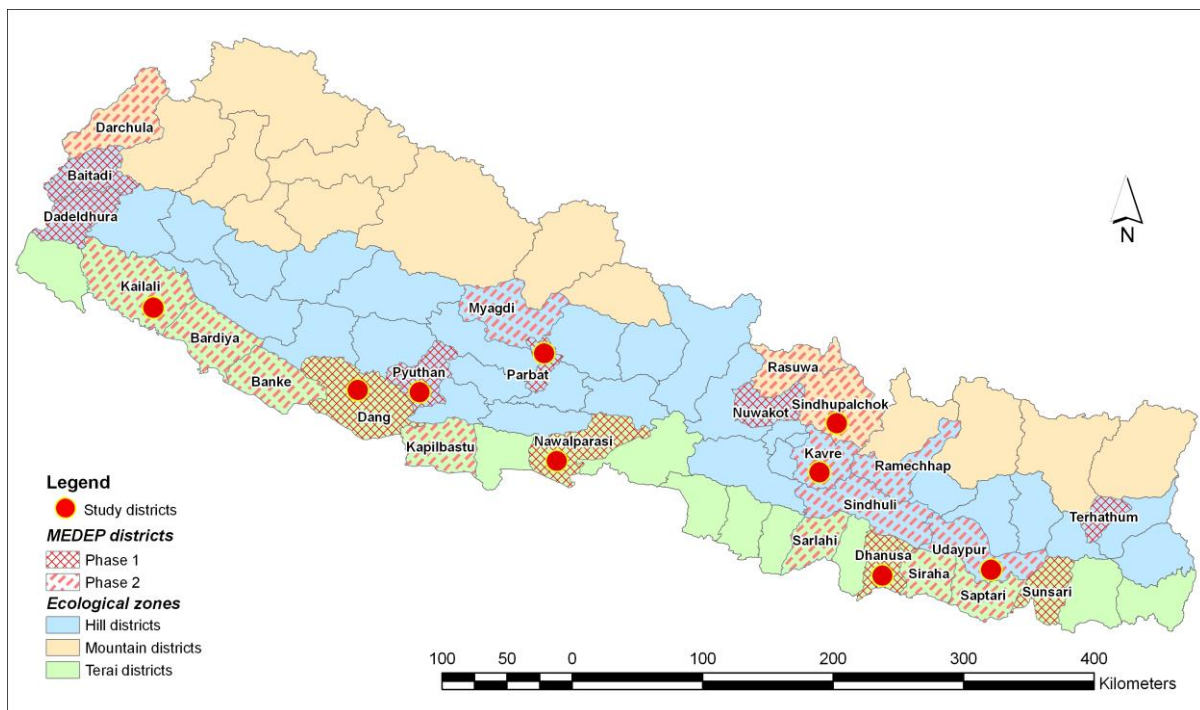 Darchula
Baitadi
Dadeldhura
Kailali
Bardiya
Banke
Myagdi
Pyuthan
Parbat
Dang
Kapilbastu
Nawalparasi
Rasuwa
Nuwakot
Sindhupalchok
Kavre
Ramechhap
Sindhuli
Sarlahi
Dhanusa
Udaypur
Siraha
Saptari
Sunsari
Terhathum
N
Legend
Study districts
MEDEP districts
Phase 1
Phase 2
Ecological zones
Hill districts
Mountain districts
Terai districts
100 50 0 100 200 300 400
Kilometers